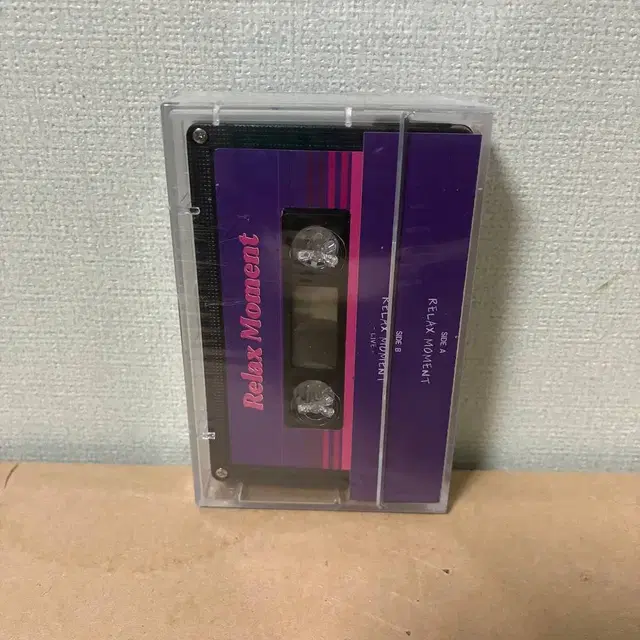 Relax Moment
SIDE A
RELAX MOMENT
SIDE B
RELAX MOMENT
- LIVE -